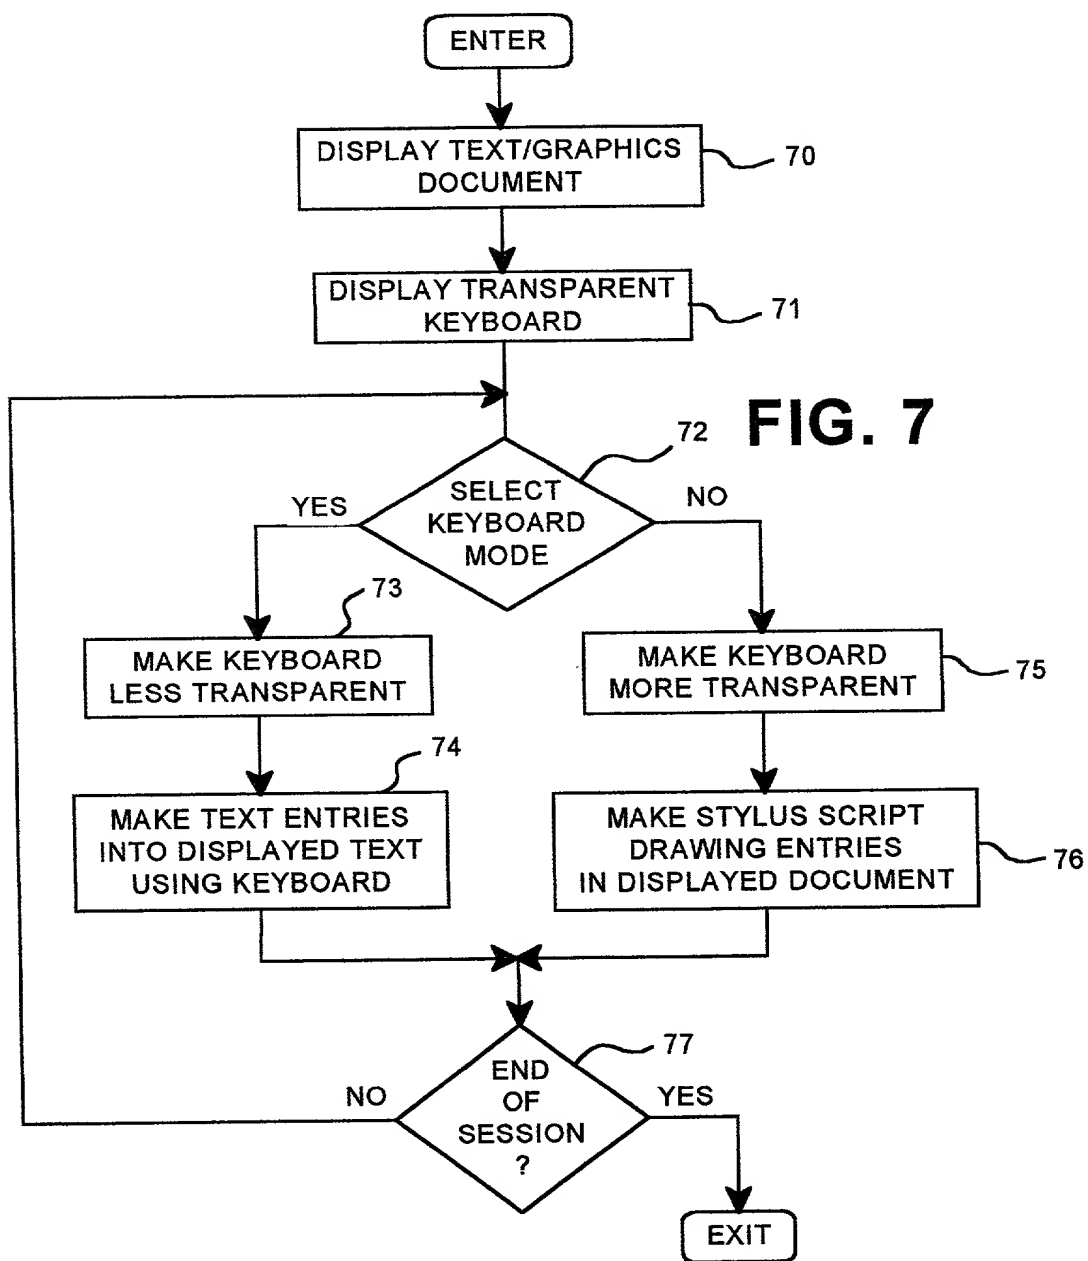 ENTER
DISPLAY TEXT/GRAPHICS
DOCUMENT
70
DISPLAY TRANSPARENT
KEYBOARD
71
FIG. 7
72
SELECT
KEYBOARD
MODE
YES
NO
73
MAKE KEYBOARD
LESS TRANSPARENT
MAKE KEYBOARD
MORE TRANSPARENT
75
74
MAKE TEXT ENTRIES
INTO DISPLAYED TEXT
USING KEYBOARD
MAKE STYLUS SCRIPT
DRAWING ENTRIES
IN DISPLAYED DOCUMENT
76
77
END
OF
SESSION
?
NO
YES
EXIT